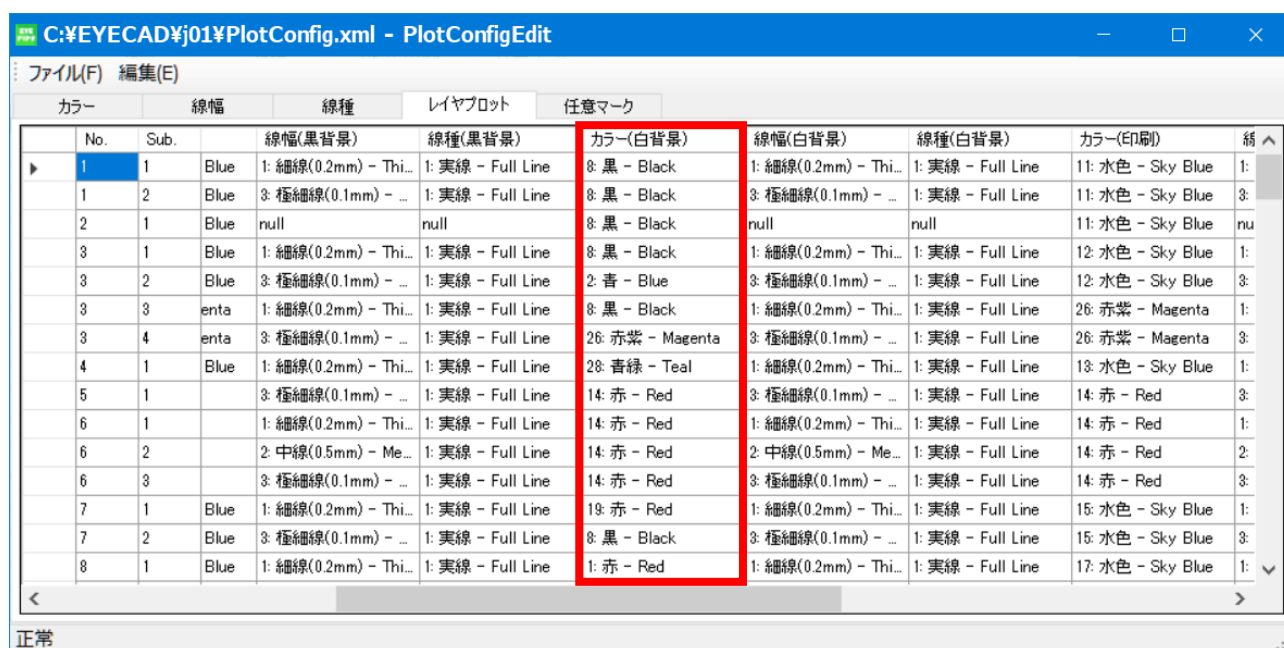 EYE PIPE C:¥EYECAD¥j01¥PlotConfig.xml - PlotConfigEdit
ファイル(F) 編集(E)
カラー 線幅 線種 レイヤプロット 任意マーク
No. Sub. 線幅(黒背景) 線種(黒背景) カラー(白背景) 線幅(白背景) 線種(白背景) カラー(印刷) 線
1 1 Blue 1: 細線(0.2mm) - Thi... 1: 実線 - Full Line 8: 黒 - Black 1: 細線(0.2mm) - Thi... 1: 実線 - Full Line 11: 水色 - Sky Blue 1:
1 2 Blue 3: 極細線(0.1mm) - ... 1: 実線 - Full Line 8: 黒 - Black 3: 極細線(0.1mm) - ... 1: 実線 - Full Line 11: 水色 - Sky Blue 3:
2 1 Blue null null 8: 黒 - Black null null 11: 水色 - Sky Blue nu
3 1 Blue 1: 細線(0.2mm) - Thi... 1: 実線 - Full Line 8: 黒 - Black 1: 細線(0.2mm) - Thi... 1: 実線 - Full Line 12: 水色 - Sky Blue 1:
3 2 Blue 3: 極細線(0.1mm) - ... 1: 実線 - Full Line 2: 青 - Blue 3: 極細線(0.1mm) - ... 1: 実線 - Full Line 12: 水色 - Sky Blue 3:
3 3 enta 1: 細線(0.2mm) - Thi... 1: 実線 - Full Line 8: 黒 - Black 1: 細線(0.2mm) - Thi... 1: 実線 - Full Line 26: 赤紫 - Magenta 1:
3 4 enta 3: 極細線(0.1mm) - ... 1: 実線 - Full Line 26: 赤紫 - Magenta 3: 極細線(0.1mm) - ... 1: 実線 - Full Line 26: 赤紫 - Magenta 3:
4 1 Blue 1: 細線(0.2mm) - Thi... 1: 実線 - Full Line 28: 青緑 - Teal 1: 細線(0.2mm) - Thi... 1: 実線 - Full Line 13: 水色 - Sky Blue 1:
5 1 3: 極細線(0.1mm) - ... 1: 実線 - Full Line 14: 赤 - Red 3: 極細線(0.1mm) - ... 1: 実線 - Full Line 14: 赤 - Red 3:
6 1 1: 細線(0.2mm) - Thi... 1: 実線 - Full Line 14: 赤 - Red 1: 細線(0.2mm) - Thi... 1: 実線 - Full Line 14: 赤 - Red 1:
6 2 2: 中線(0.5mm) - Me... 1: 実線 - Full Line 14: 赤 - Red 2: 中線(0.5mm) - Me... 1: 実線 - Full Line 14: 赤 - Red 2:
6 3 3: 極細線(0.1mm) - ... 1: 実線 - Full Line 14: 赤 - Red 3: 極細線(0.1mm) - ... 1: 実線 - Full Line 14: 赤 - Red 3:
7 1 Blue 1: 細線(0.2mm) - Thi... 1: 実線 - Full Line 19: 赤 - Red 1: 細線(0.2mm) - Thi... 1: 実線 - Full Line 15: 水色 - Sky Blue 1:
7 2 Blue 3: 極細線(0.1mm) - ... 1: 実線 - Full Line 8: 黒 - Black 3: 極細線(0.1mm) - ... 1: 実線 - Full Line 15: 水色 - Sky Blue 3:
8 1 Blue 1: 細線(0.2mm) - Thi... 1: 実線 - Full Line 1: 赤 - Red 1: 細線(0.2mm) - Thi... 1: 実線 - Full Line 17: 水色 - Sky Blue 1:
正常